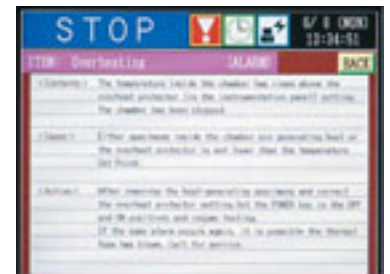 STOP 6/ 6 (MON)
13:34:51
ITEM: Overheating [ALARM] BACK
<Contents> The temperature inside the chamber has risen above the
overheat protector (in the instrumentation panel) setting.
The chamber has been stopped
<Cause> Either specimens inside the chamber are generating heat or
the overheat protector is set lower than the temperature
Set Point
<Action> After removing the heat-generating specimens and correct
the overheat protector setting, Set the POWER key to the OFF
and ON positions and resume testing.
If the same alarm occurs again, it is possible the thermal
fuse has blown. Call for service.